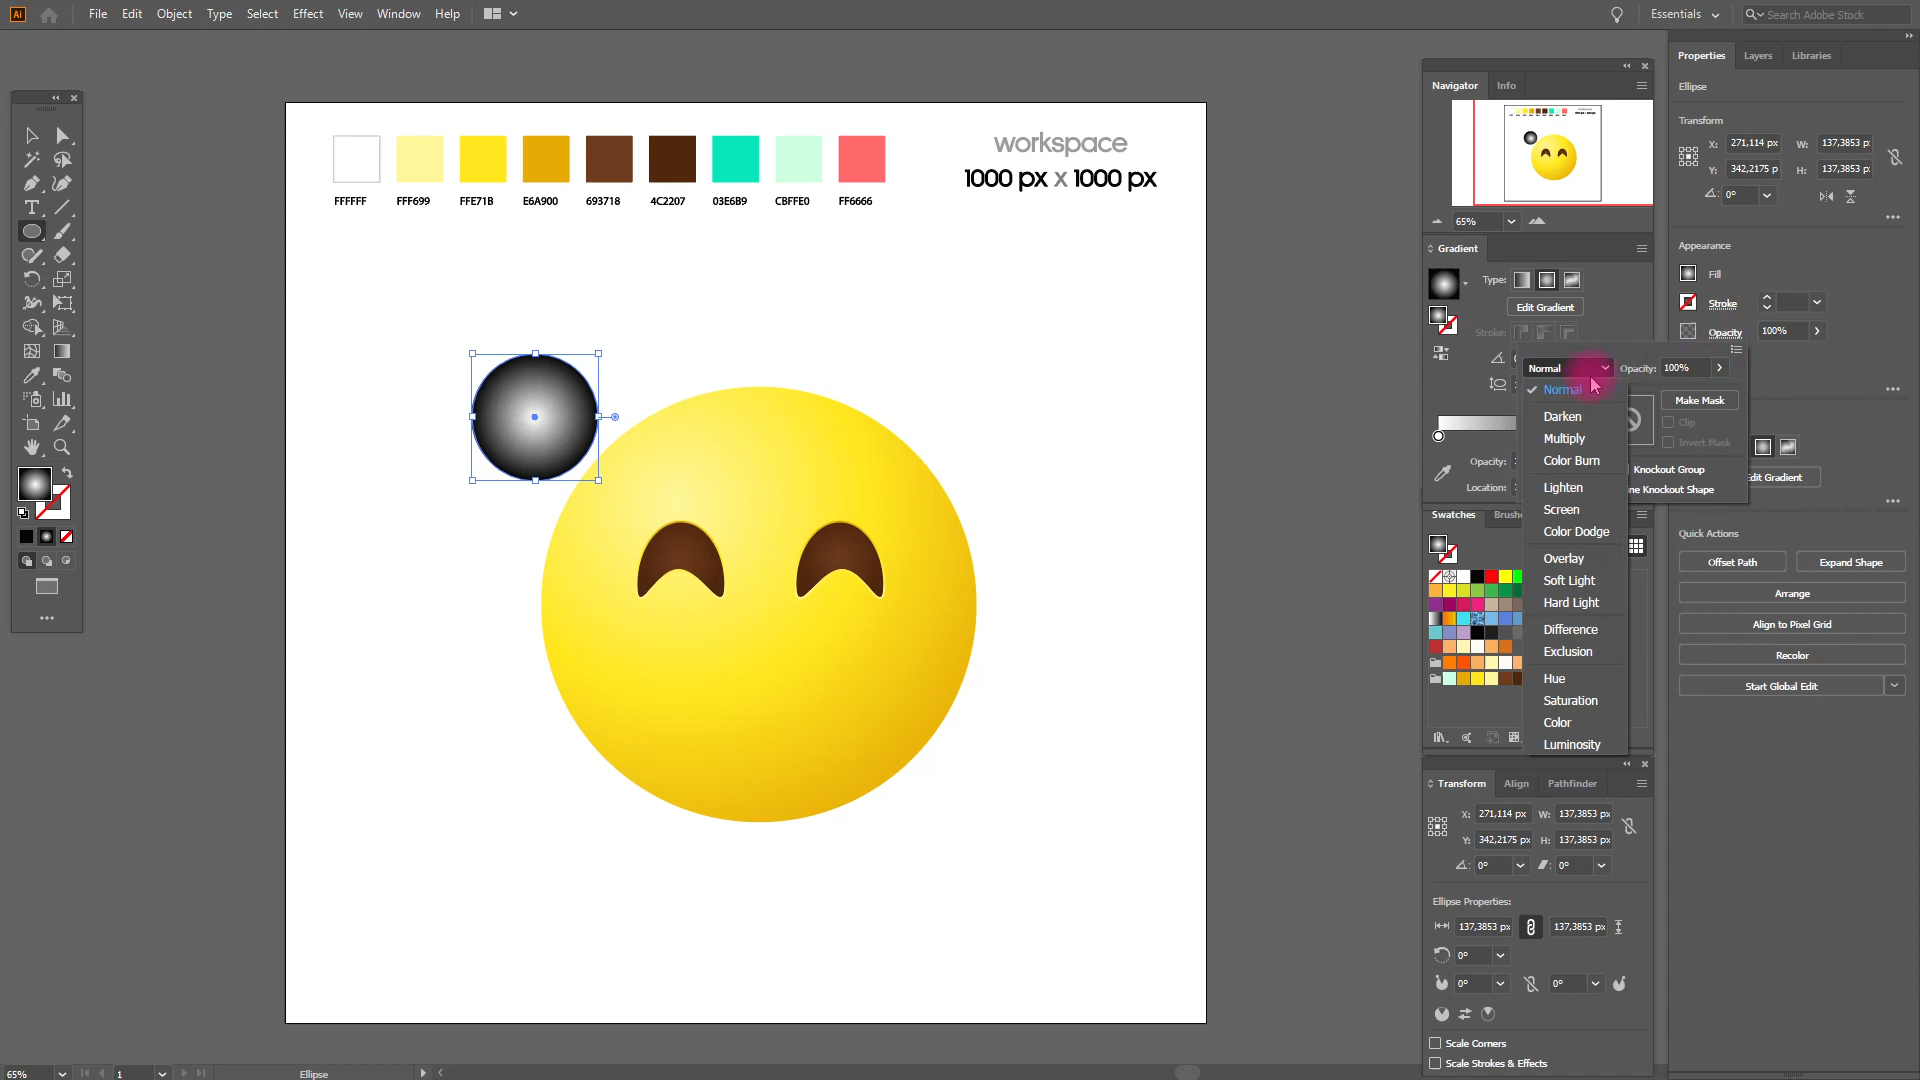 Ai File Edit Object Type Select Effect View Window Help Essentials Search Adobe Stock
workspace
1000 px x 1000 px
FFFFFF FFF699 FFE71B E6A900 693718 4C2207 03E6B9 CBFFE0 FF6666
Navigator Info
65%
Gradient
Type:
Edit Gradient
Stroke:
Opacity:
Location:
Normal Opacity: 100%
Normal
Darken
Multiply
Color Burn
Lighten
Screen
Color Dodge
Overlay
Soft Light
Hard Light
Difference
Exclusion
Hue
Saturation
Color
Luminosity
Make Mask
Clip
Invert Mask
Knockout Group
ne Knockout Shape
Swatches Brushe
Transform Align Pathfinder
X: 271,114 px W: 137,3853 px
Y: 342,2175 px H: 137,3853 px
0° 0°
Ellipse Properties:
137,3853 px 137,3853 px
0°
0° 0°
Scale Corners
Scale Strokes & Effects
Properties Layers Libraries
Ellipse
Transform
X: 271,114 px W: 137,3853 p
Y: 342,2175 p H: 137,3853 p
0°
Appearance
Fill
Stroke
Opacity 100%
dit Gradient
Quick Actions
Offset Path Expand Shape
Arrange
Align to Pixel Grid
Recolor
Start Global Edit
65% 1 Ellipse